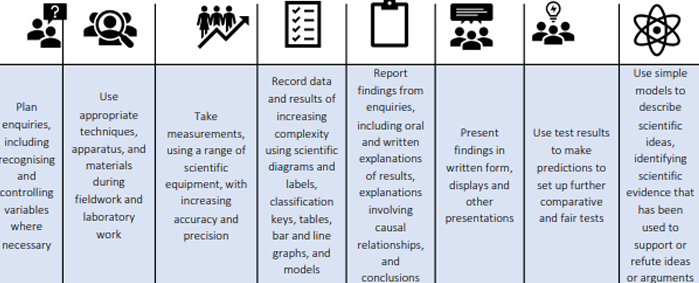 ?
Plan
enquiries,
including
recognising
and
controlling
variables
where
necessary
Use
appropriate
techniques,
apparatus, and
materials
during
fieldwork and
laboratory
work
Take
measurements,
using a range of
scientific
equipment, with
increasing
accuracy and
precision
Record data
and results of
increasing
complexity
using scientific
diagrams and
labels,
classification
keys, tables,
bar and line
graphs, and
models
Report
findings from
enquiries,
including oral
and written
explanations
of results,
explanations
involving
causal
relationships,
and
conclusions
Present
findings in
written form,
displays and
other
presentations
Use test results
to make
predictions to
set up further
comparative
and fair tests
Use simple
models to
describe
scientific
ideas,
identifying
scientific
evidence that
has been
used to
support or
refute ideas
or arguments